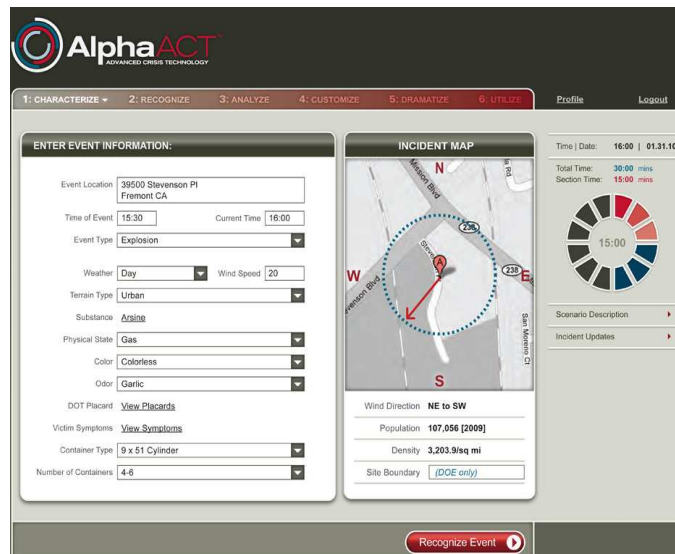 AlphaACT™
ADVANCED CRISIS TECHNOLOGY
1: CHARACTERIZE 2: RECOGNIZE 3: ANALYZE 4: CUSTOMIZE 5: DRAMATIZE 6: UTILIZE Profile Logout
ENTER EVENT INFORMATION:
Event Location 39500 Stevenson Pl
Fremont CA
Time of Event 15:30 Current Time 16:00
Event Type Explosion
Weather Day Wind Speed 20
Terrain Type Urban
Substance Arsine
Physical State Gas
Color Colorless
Odor Garlic
DOT Placard View Placards
Victim Symptoms View Symptoms
Container Type 9 x 51 Cylinder
Number of Containers 4-6
INCIDENT MAP
N
Mission Blvd
238
A
W
238
E
San Moreno Ct
S
Wind Direction NE to SW
Population 107,056 [2009]
Density 3,203.9/sq mi
Site Boundary (DOE only)
Time | Date: 16:00 | 01.31.10
Total Time: 30:00 mins
Section Time: 15:00 mins
15:00
Scenario Description
Incident Updates
Recognize Event